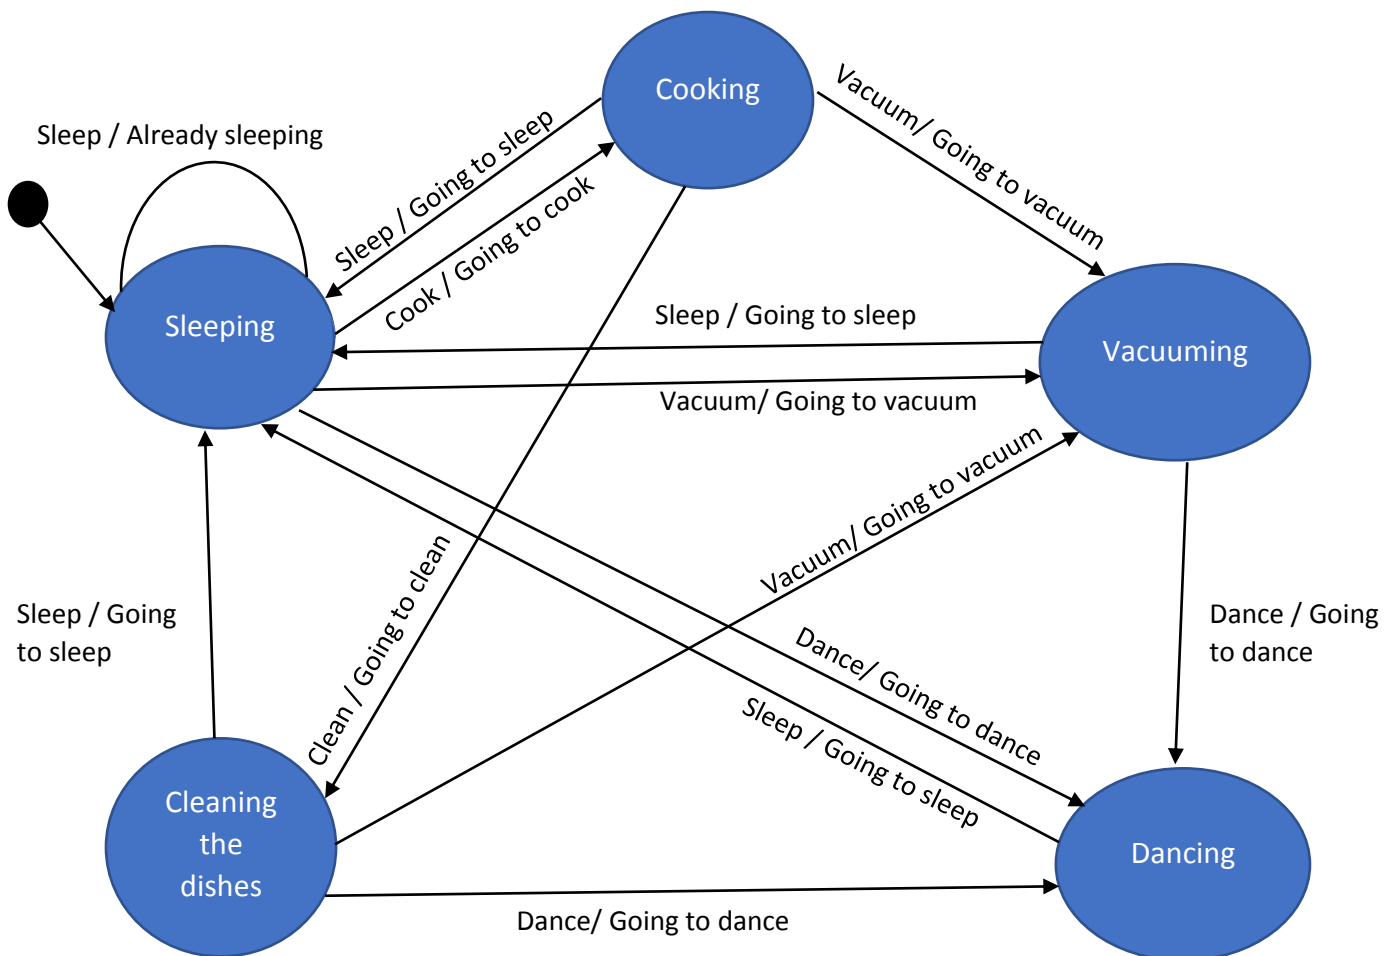 Cooking
Vacuum/ Going to vacuum
Sleep / Already sleeping
Sleep / Going to sleep
Cook / Going to cook
Sleeping
Sleep / Going to sleep
Vacuuming
Vacuum/ Going to vacuum
Vacuum/ Going to vacuum
Clean / Going to clean
Sleep / Going
to sleep
Dance / Going
to dance
Dance/ Going to dance
Sleep / Going to sleep
Cleaning
the
dishes
Dancing
Dance/ Going to dance